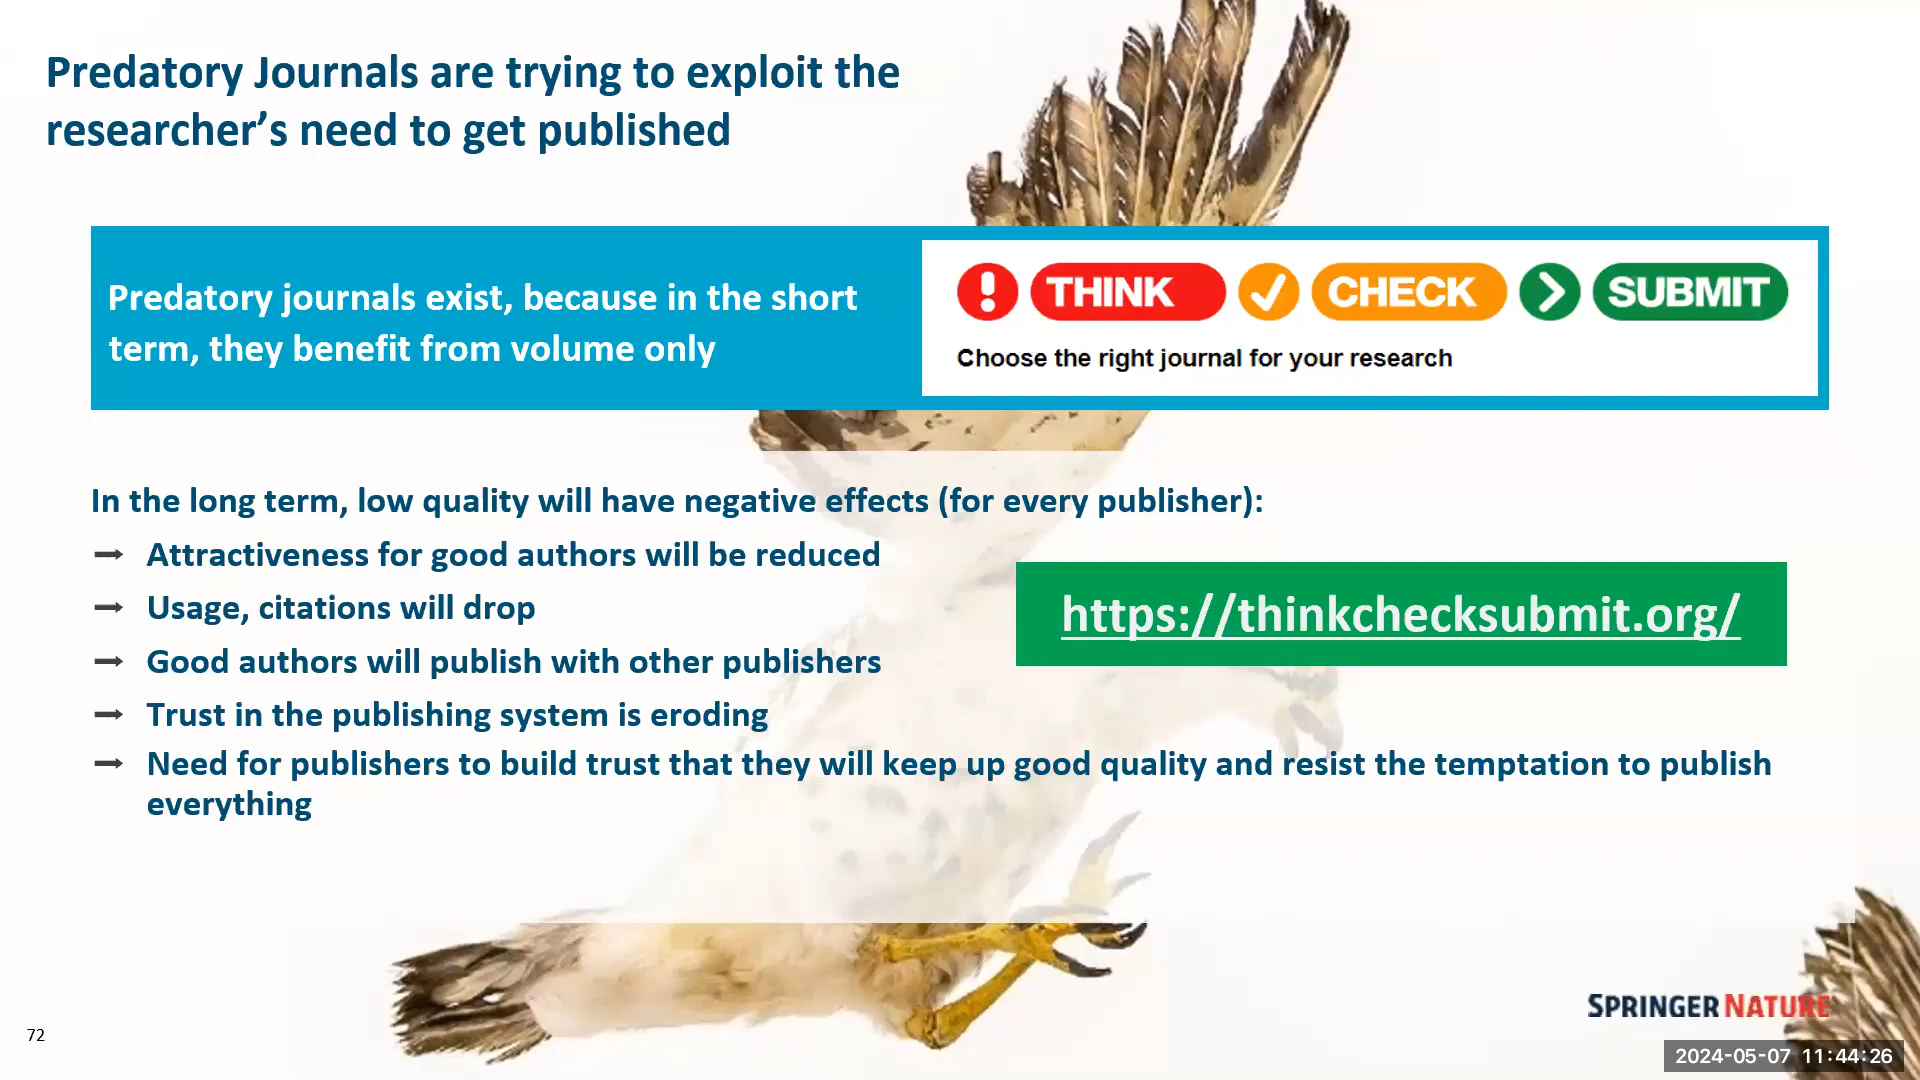 Predatory Journals are trying to exploit the
researcher’s need to get published
Predatory journals exist, because in the short
term, they benefit from volume only
! THINK ✓ CHECK > SUBMIT
Choose the right journal for your research
In the long term, low quality will have negative effects (for every publisher):
→ Attractiveness for good authors will be reduced
→ Usage, citations will drop
→ Good authors will publish with other publishers
→ Trust in the publishing system is eroding
→ Need for publishers to build trust that they will keep up good quality and resist the temptation to publish
everything
https://thinkchecksubmit.org/
SPRINGER NATURE
72
2024-05-07 11:44:26